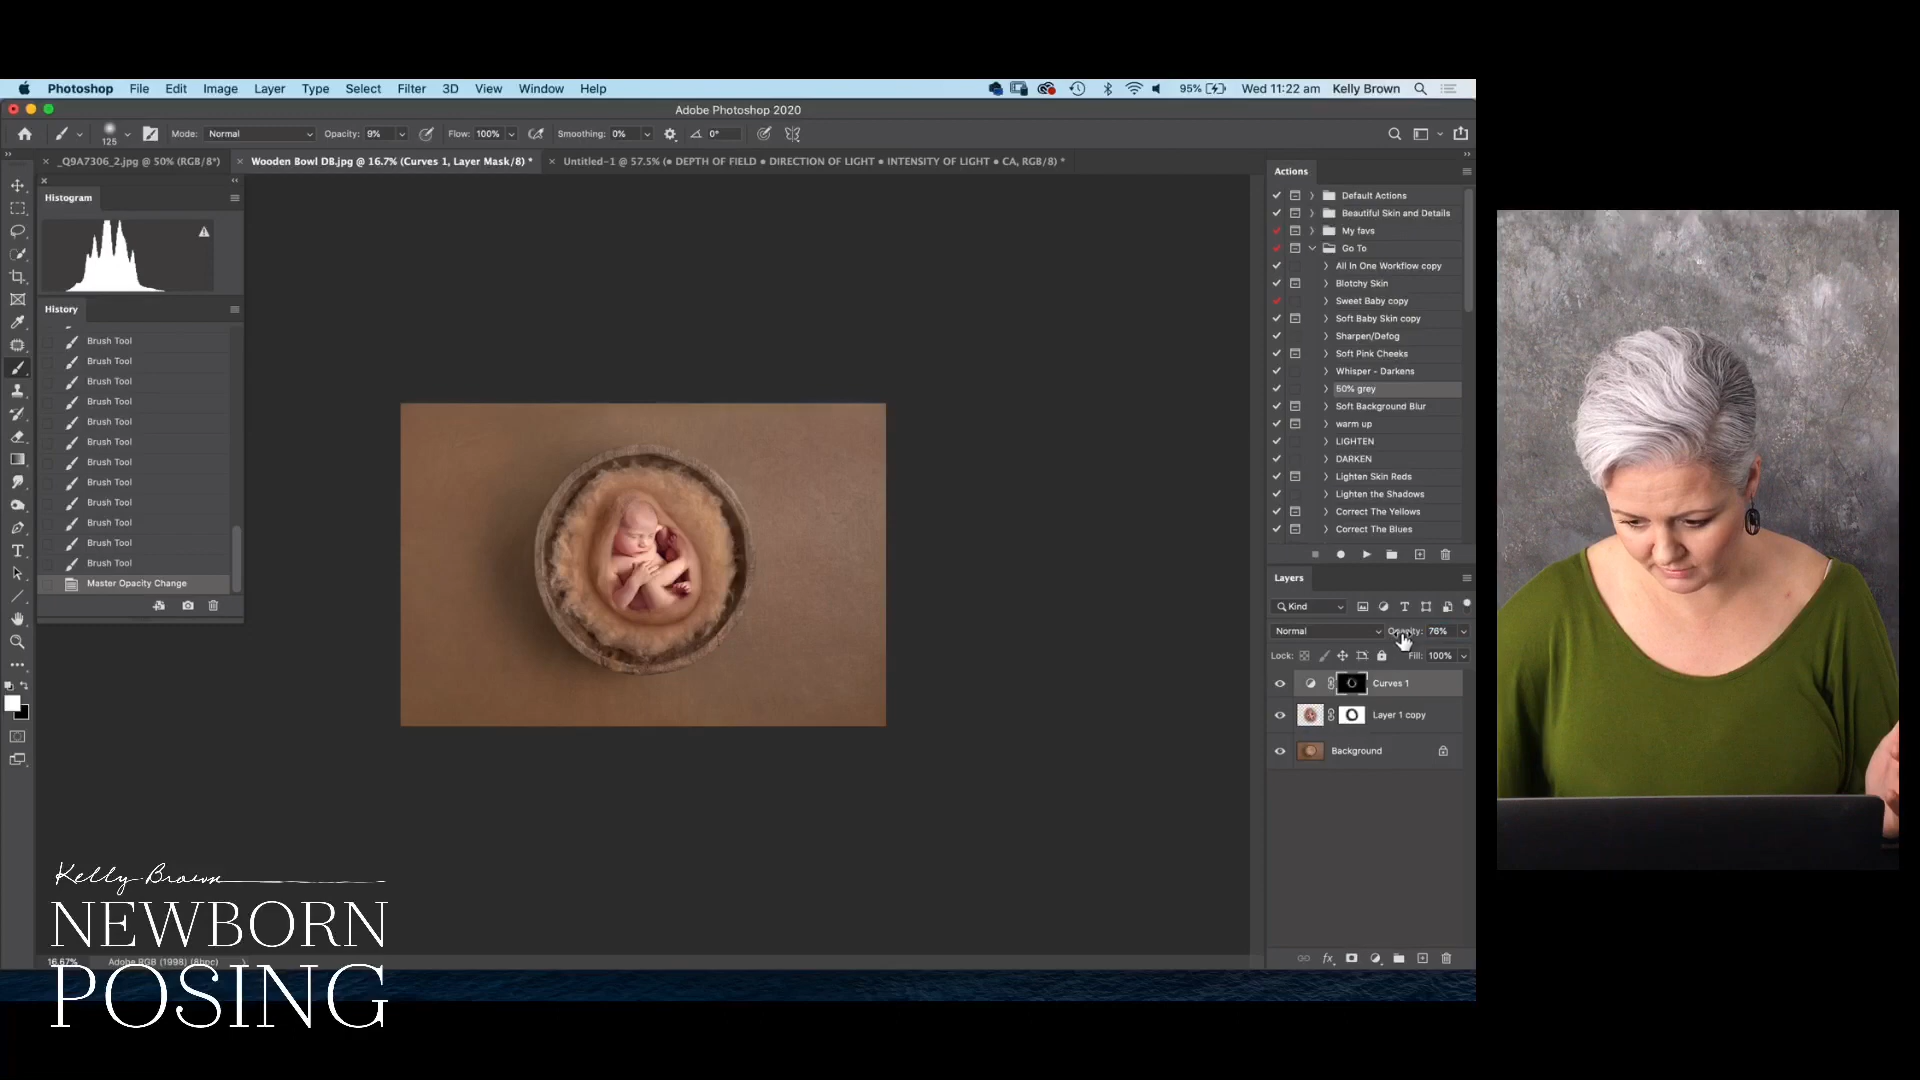 Photoshop File Edit Image Layer Type Select Filter 3D View Window Help
95% Wed 11:22 am Kelly Brown
Adobe Photoshop 2020
125 Mode: Normal Opacity: 9% Flow: 100% Smoothing: 0% 0°
_Q9A7306_2.jpg @ 50% (RGB/8*)
Wooden Bowl DB.jpg @ 16.7% (Curves 1, Layer Mask/8) *
Untitled-1 @ 57.5% (● DEPTH OF FIELD ● DIRECTION OF LIGHT ● INTENSITY OF LIGHT ● CA, RGB/8) *
Histogram
History
Brush Tool
Brush Tool
Brush Tool
Brush Tool
Brush Tool
Brush Tool
Brush Tool
Brush Tool
Brush Tool
Brush Tool
Brush Tool
Brush Tool
Master Opacity Change
Actions
Default Actions
Beautiful Skin and Details
My favs
Go To
All In One Workflow copy
Blotchy Skin
Sweet Baby copy
Soft Baby Skin copy
Sharpen/Defog
Soft Pink Cheeks
Whisper - Darkens
50% grey
Soft Background Blur
warm up
LIGHTEN
DARKEN
Lighten Skin Reds
Lighten the Shadows
Correct The Yellows
Correct The Blues
Layers
Kind
Normal Opacity: 76%
Lock: Fill: 100%
Curves 1
Layer 1 copy
Background
fx
16.67% Adobe RGB (1998) (8bpc)
Kelly Brown
NEWBORN
POSING